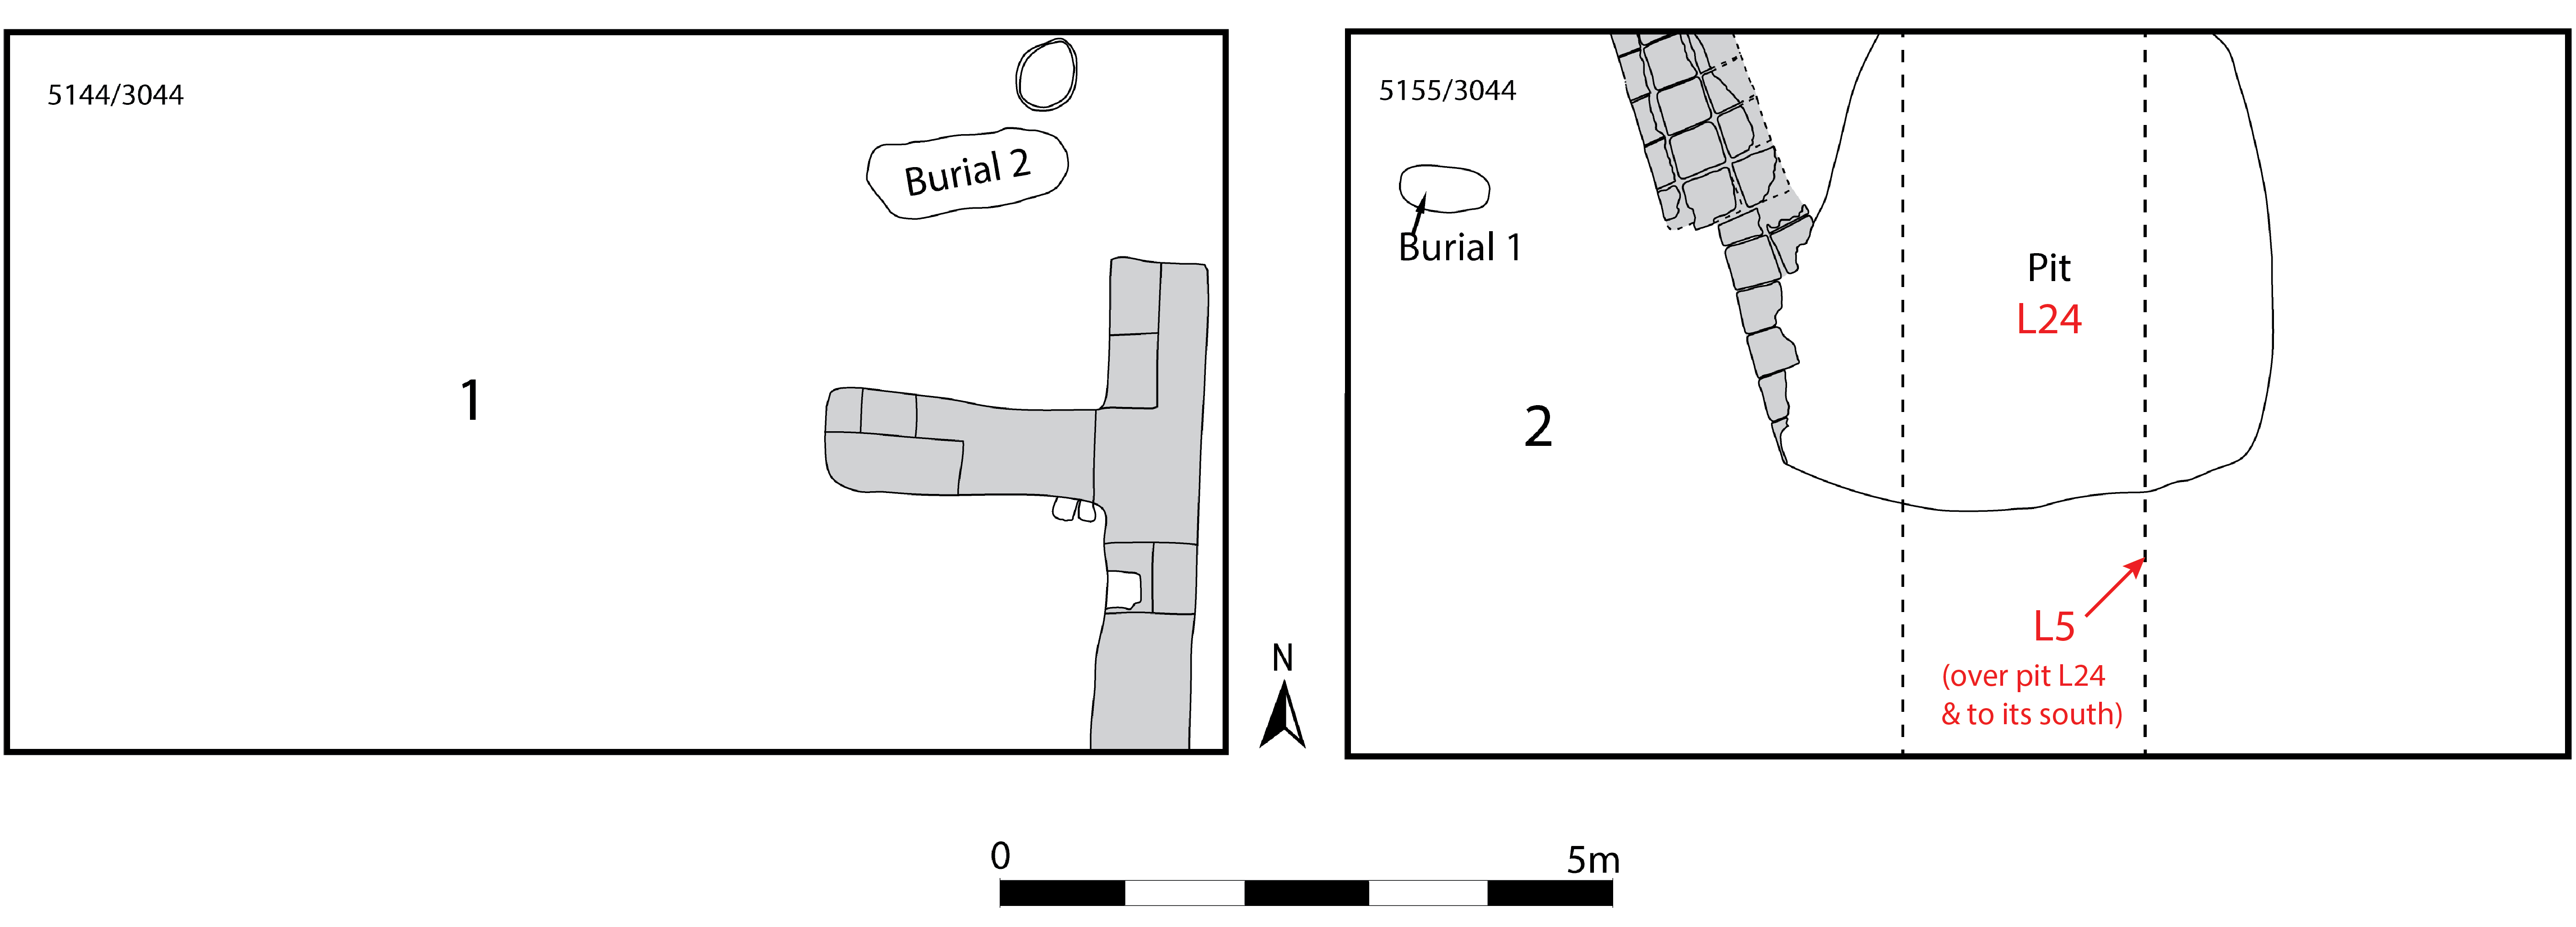 5144/3044
Burial 2
1
N
5155/3044
Burial 1
2
Pit
L24
L5
(over pit L24
& to its south)
0
5m